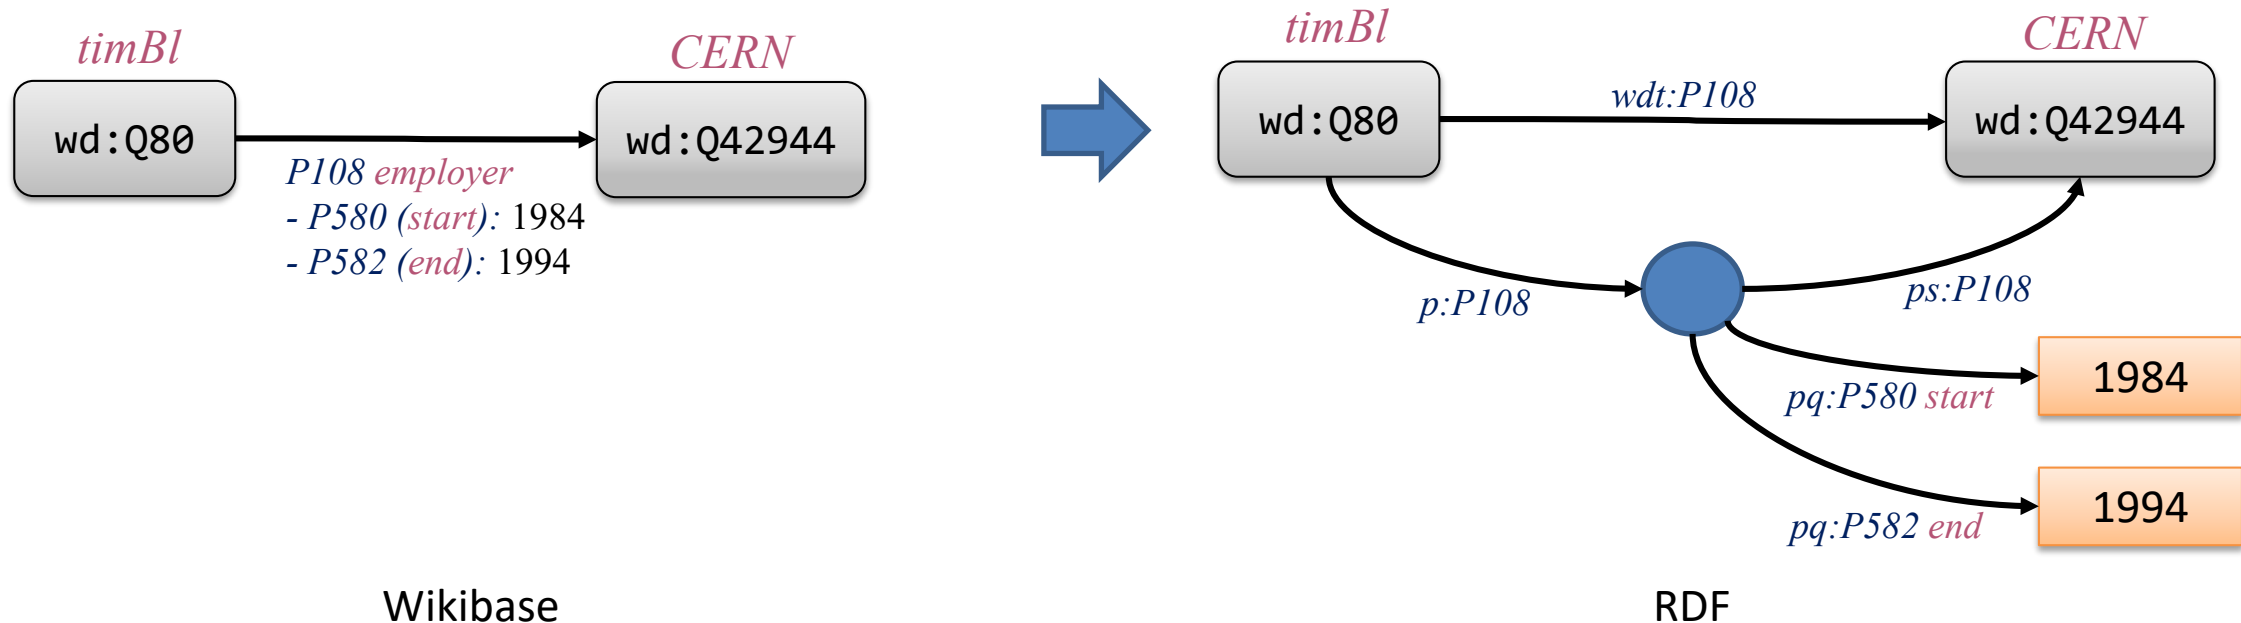 timBl
CERN
wd:Q80
wd:Q42944
P108 employer
- P580 (start): 1984
- P582 (end): 1994
Wikibase
timBl
CERN
wd:Q80
wdt:P108
wd:Q42944
p:P108
ps:P108
1984
pq:P580 start
1994
pq:P582 end
RDF